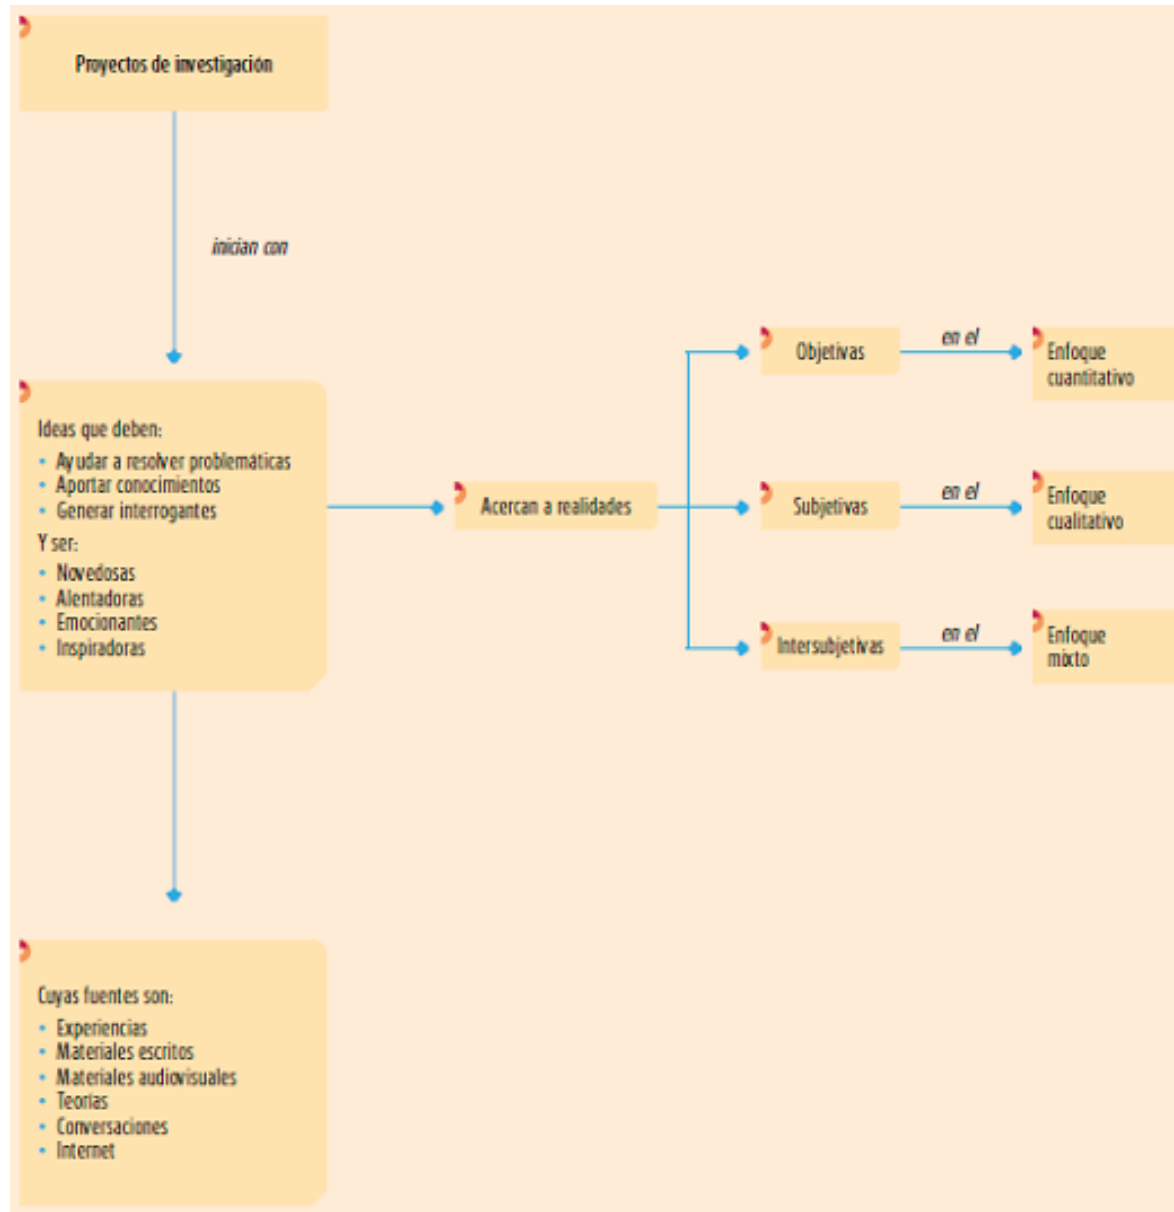 Proyectos de investigación
inician con
Ideas que deben:
• Ayudar a resolver problemáticas
• Aportar conocimientos
• Generar interrogantes
Y ser:
• Novedosas
• Alentadoras
• Emocionantes
• Inspiradoras
Acercan a realidades
Objetivas
en el
Enfoque
cuantitativo
Subjetivas
en el
Enfoque
cualitativo
Intersubjetivas
en el
Enfoque
mixto
Cuyas fuentes son:
• Experiencias
• Materiales escritos
• Materiales audiovisuales
• Teorías
• Conversaciones
• Internet